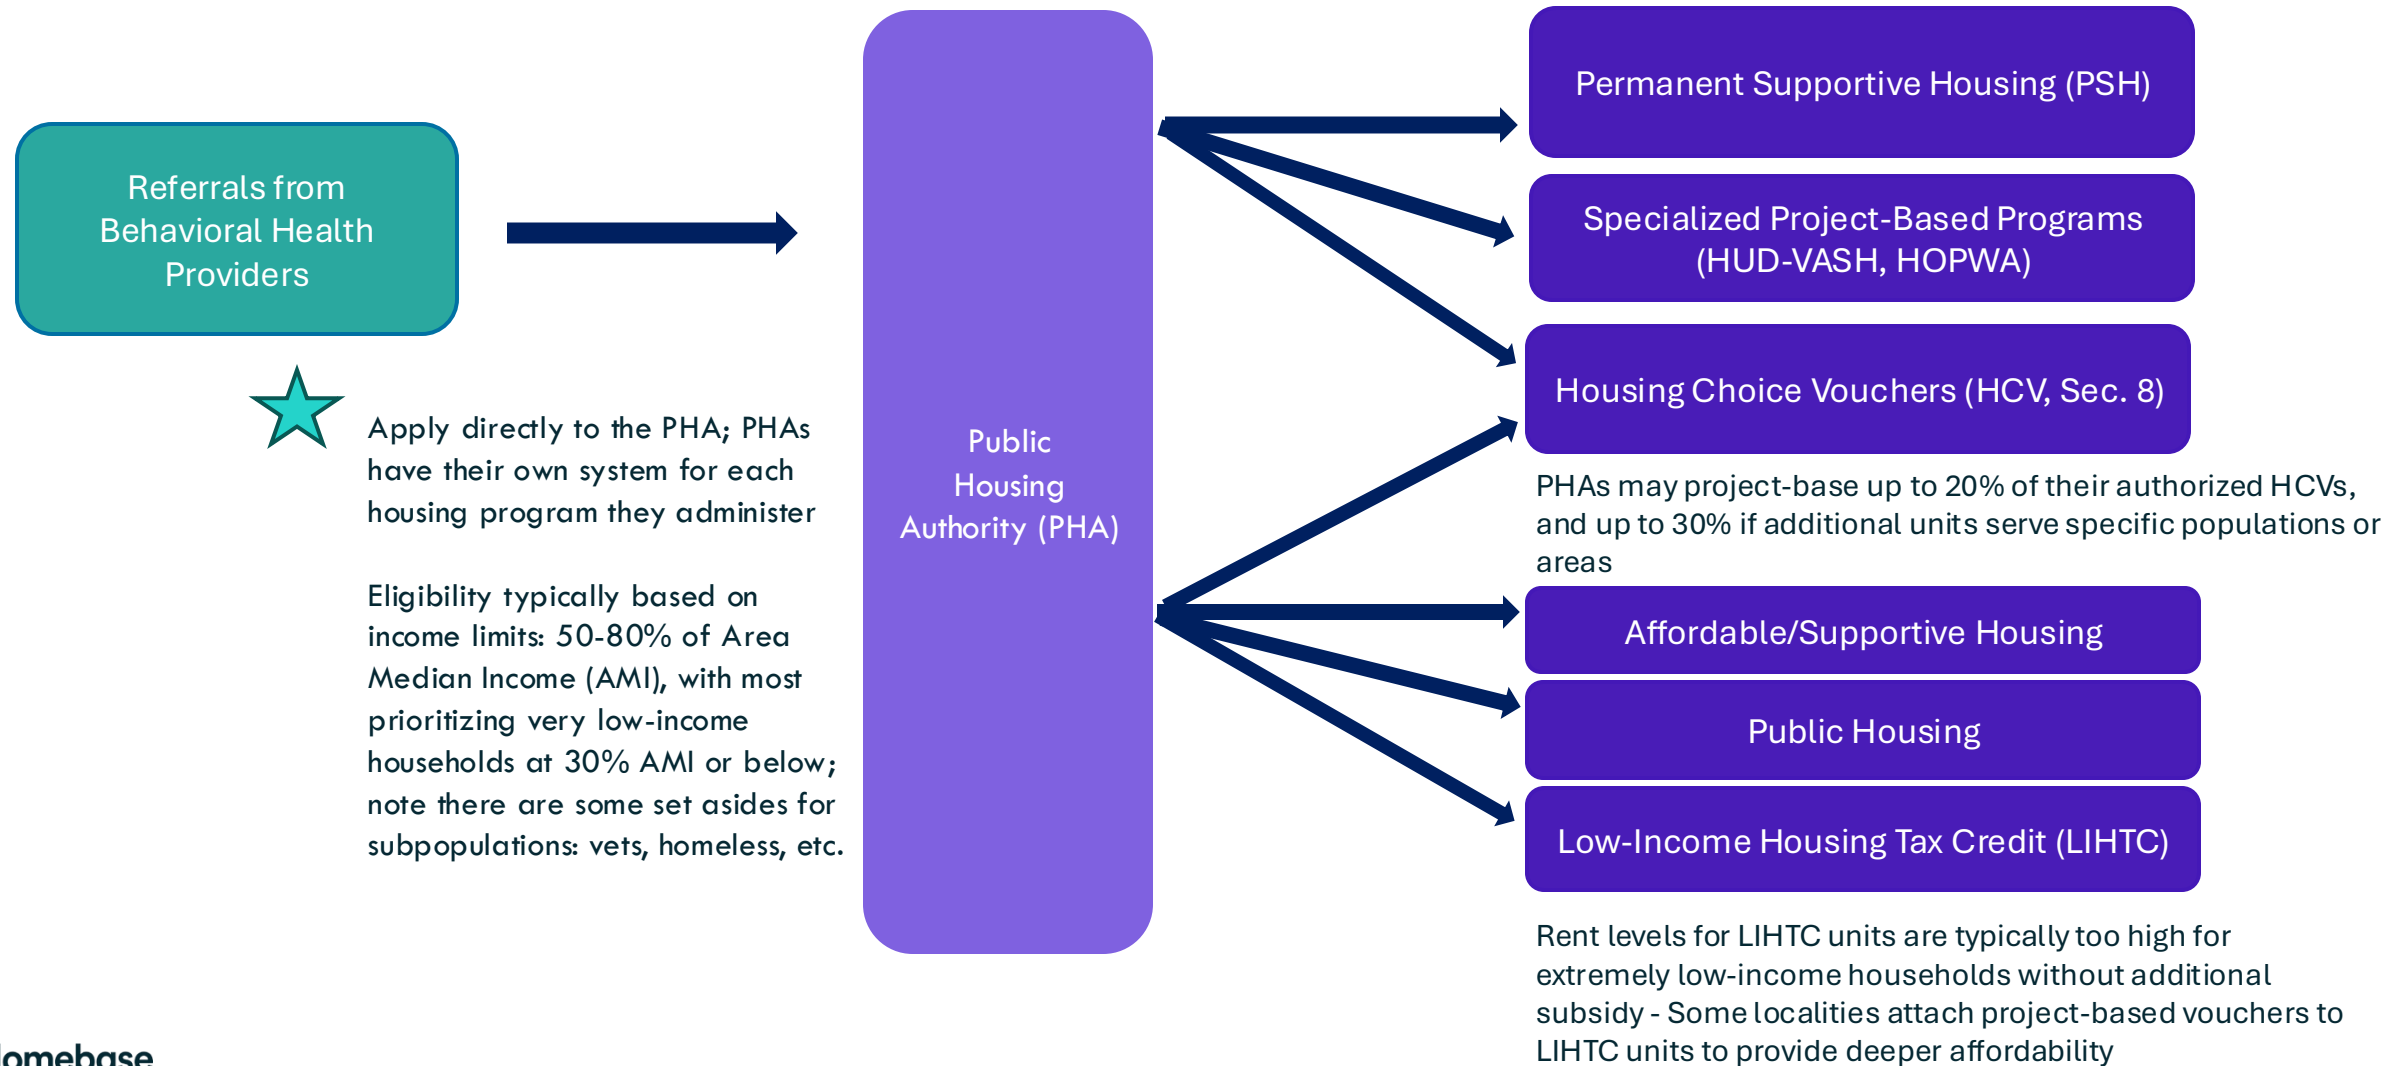 Referrals from
Behavioral Health
Providers
Apply directly to the PHA; PHAs
have their own system for each
housing program they administer
Eligibility typically based on
income limits: 50-80% of Area
Median Income (AMI), with most
prioritizing very low-income
households at 30% AMI or below;
note there are some set asides for
subpopulations: vets, homeless, etc.
Public
Housing
Authority (PHA)
Permanent Supportive Housing (PSH)
Specialized Project-Based Programs
(HUD-VASH, HOPWA)
Housing Choice Vouchers (HCV, Sec. 8)
PHAs may project-base up to 20% of their authorized HCVs,
and up to 30% if additional units serve specific populations or
areas
Affordable/Supportive Housing
Public Housing
Low-Income Housing Tax Credit (LIHTC)
Rent levels for LIHTC units are typically too high for
extremely low-income households without additional
subsidy - Some localities attach project-based vouchers to
LIHTC units to provide deeper affordability
Homebase